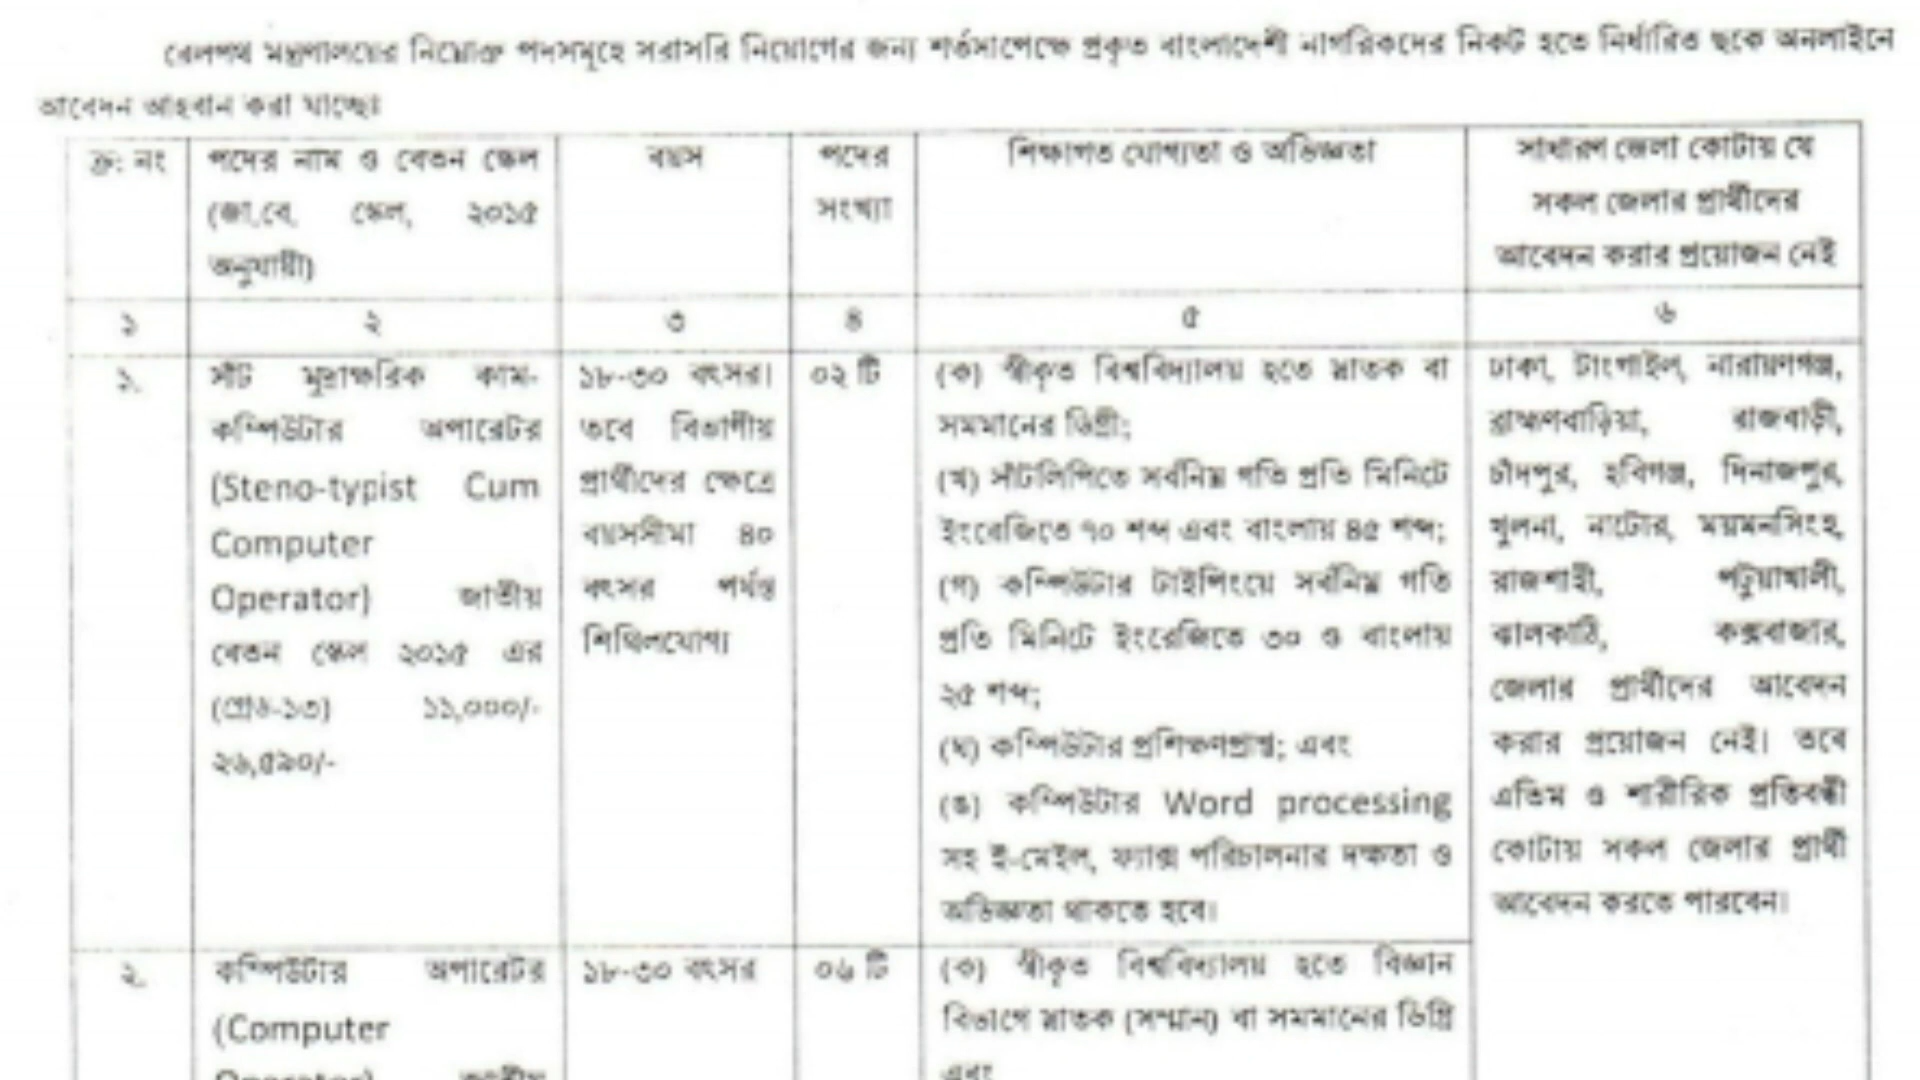 রেলপথ মন্ত্রণালয়ের নিম্নোক্ত পদসমূহে সরাসরি নিয়োগের জন্য শর্তসাপেক্ষে প্রকৃত বাংলাদেশী নাগরিকদের নিকট হতে নির্ধারিত ছকে অনলাইনে
আবেদন আহবান করা যাচ্ছেঃ
ক্র: নং
পদের নাম ও বেতন স্কেল
(জা.বে. স্কেল, ২০১৫
অনুযায়ী)
বয়স
পদের
সংখ্যা
শিক্ষাগত যোগ্যতা ও অভিজ্ঞতা
সাধারণ জেলা কোটায় যে
সকল জেলার প্রার্থীদের
আবেদন করার প্রয়োজন নেই
১
২
৩
৪
৫
৬
১.
সাঁট মুদ্রাক্ষরিক কাম-
কম্পিউটার অপারেটর
(Steno-typist Cum
Computer
Operator) জাতীয়
বেতন স্কেল ২০১৫ এর
(গ্রেড-১৩) ১১,০০০/-
২৬,৫৯০/-
১৮-৩০ বৎসর।
তবে বিভাগীয়
প্রার্থীদের ক্ষেত্রে
বয়সসীমা ৪০
বৎসর পর্যন্ত
শিথিলযোগ্য
০২ টি
(ক) স্বীকৃত বিশ্ববিদ্যালয় হতে স্নাতক বা
সমমানের ডিগ্রী;
(খ) সাঁটলিপিতে সর্বনিম্ন গতি প্রতি মিনিটে
ইংরেজিতে ৭০ শব্দ এবং বাংলায় ৪৫ শব্দ;
(গ) কম্পিউটার টাইপিংয়ে সর্বনিম্ন গতি
প্রতি মিনিটে ইংরেজিতে ৩০ ও বাংলায়
২৫ শব্দ;
(ঘ) কম্পিউটার প্রশিক্ষণপ্রাপ্ত; এবং
(ঙ) কম্পিউটার Word processing
সহ ই-মেইল, ফ্যাক্স পরিচালনার দক্ষতা ও
অভিজ্ঞতা থাকতে হবে।
ঢাকা, টাংগাইল, নারায়ণগঞ্জ,
ব্রাহ্মণবাড়িয়া, রাজবাড়ী,
চাঁদপুর, হবিগঞ্জ, দিনাজপুর,
খুলনা, নাটোর, ময়মনসিংহ,
রাজশাহী, পটুয়াখালী,
ঝালকাঠি, কক্সবাজার,
জেলার প্রার্থীদের আবেদন
করার প্রয়োজন নেই। তবে
এতিম ও শারীরিক প্রতিবন্ধী
কোটায় সকল জেলার প্রার্থী
আবেদন করতে পারবেন।
২.
কম্পিউটার অপারেটর
(Computer
Operator) জাতীয়
১৮-৩০ বৎসর
০৬ টি
(ক) স্বীকৃত বিশ্ববিদ্যালয় হতে বিজ্ঞান
বিভাগে স্নাতক (সম্মান) বা সমমানের ডিগ্রি
এবং